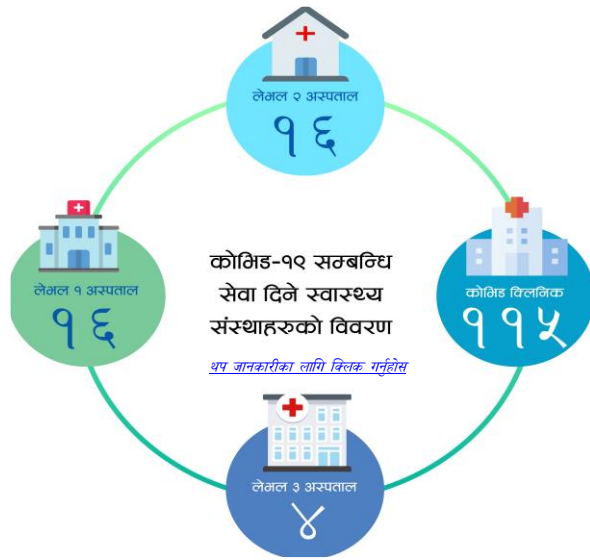 लेभल २ अस्पताल
१६
लेभल १ अस्पताल
१६
कोभिड-१९ सम्बन्धि
सेवा दिने स्वास्थ्य
संस्थाहरुको विवरण
थप जानकारीका लागि क्लिक गर्नुहोस
कोभिड क्लिनिक
११५
लेभल ३ अस्पताल
४